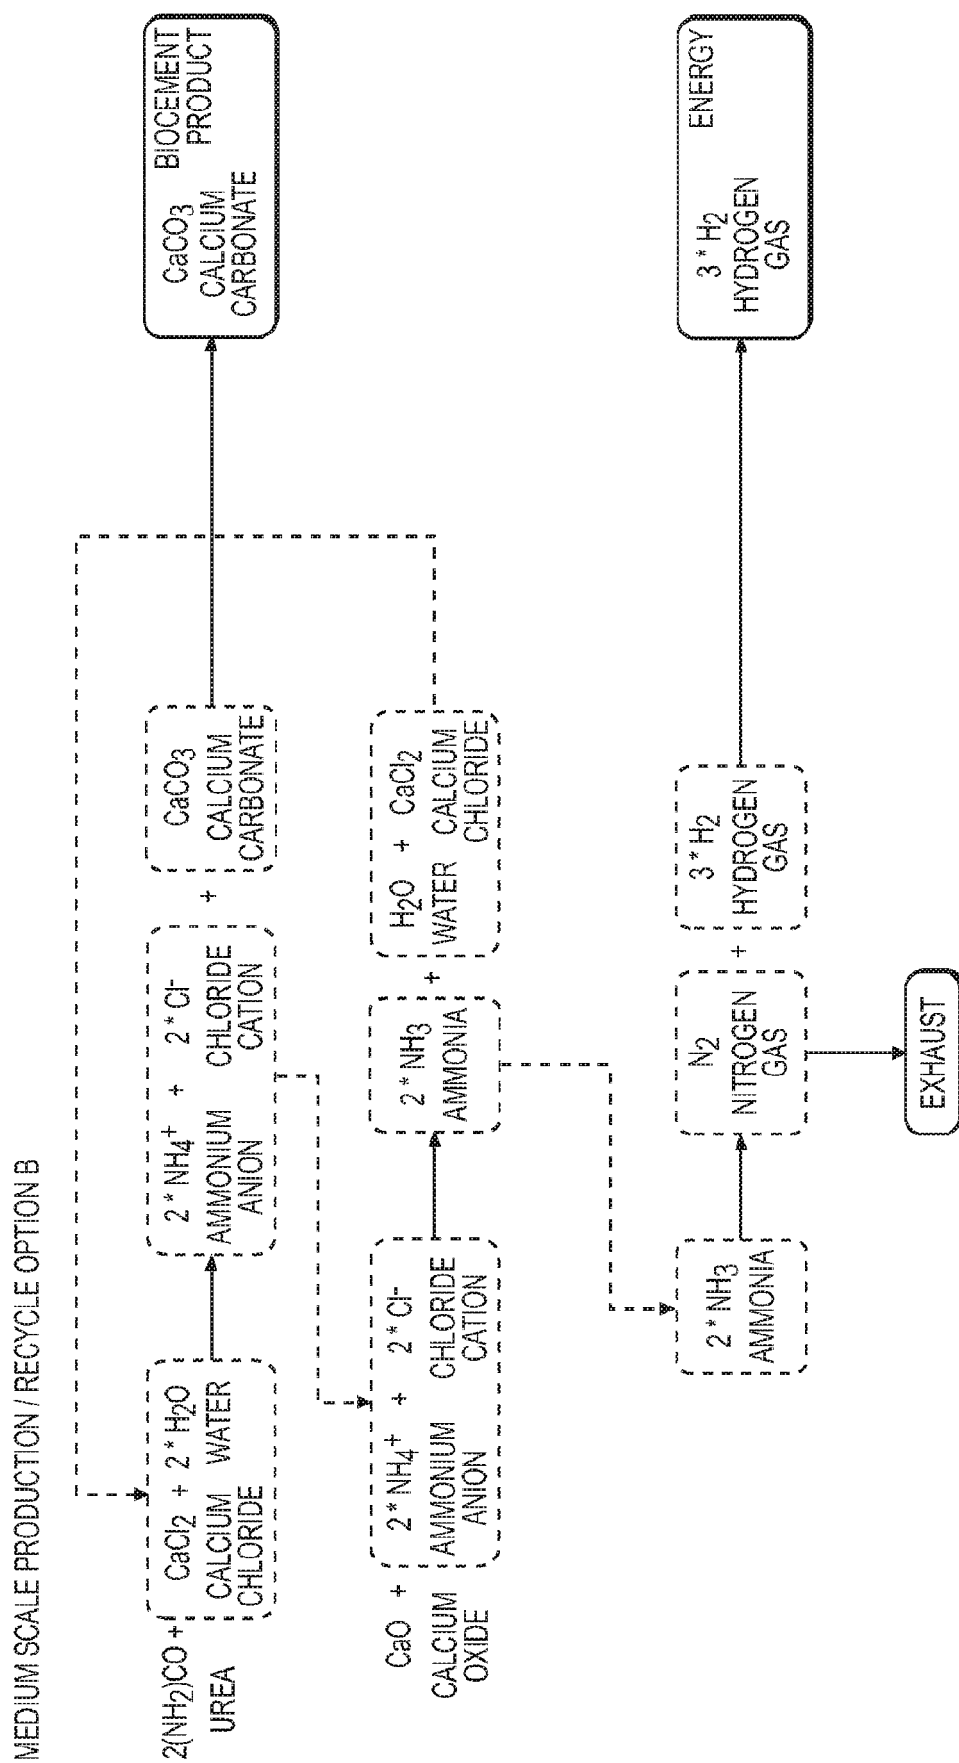 MEDIUM SCALE PRODUCTION / RECYCLE OPTION B
2(NH2)CO +
UREA
CaCl2 + 2*H2O
CALCIUM WATER
CHLORIDE
2*NH4+ + 2*Cl-
AMMONIUM CHLORIDE
ANION CATION
+
CaCO3
CALCIUM
CARBONATE
CaCO3 BIOCEMENT
CALCIUM PRODUCT
CARBONATE
CaO +
CALCIUM
OXIDE
2*NH4+ + 2*Cl-
AMMONIUM CHLORIDE
ANION CATION
2*NH3
AMMONIA
+
H2O + CaCl2
WATER CALCIUM
CHLORIDE
2*NH3
AMMONIA
N2
NITROGEN
GAS
+
3*H2
HYDROGEN
GAS
3*H2 ENERGY
HYDROGEN
GAS
EXHAUST